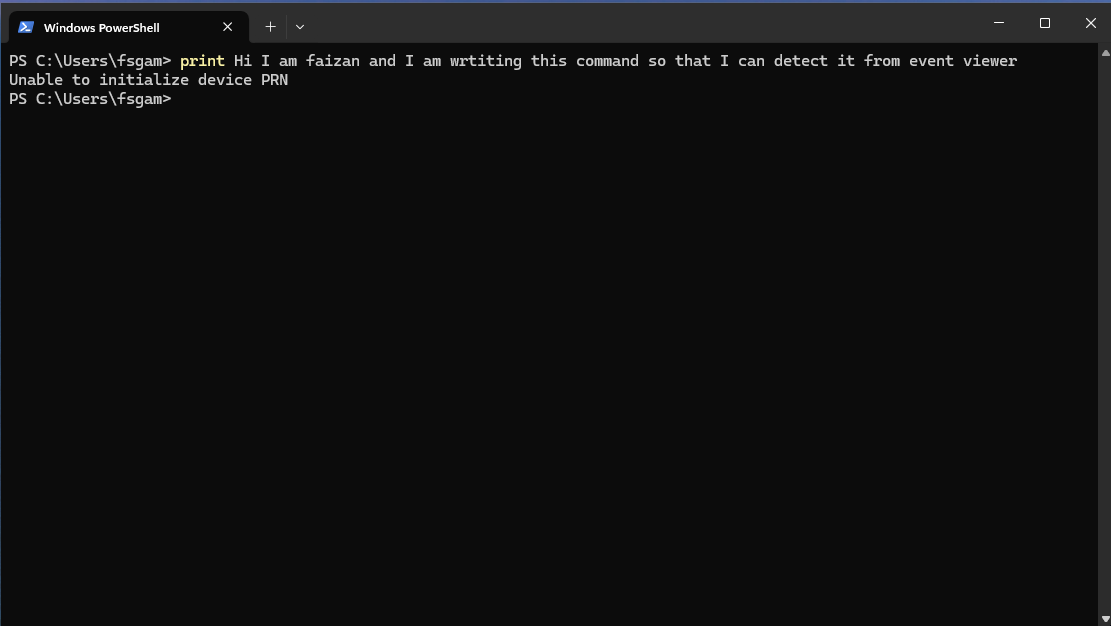 Windows PowerShell
PS C:\Users\fsgam> print Hi I am faizan and I am wrtiting this command so that I can detect it from event viewer
Unable to initialize device PRN
PS C:\Users\fsgam>